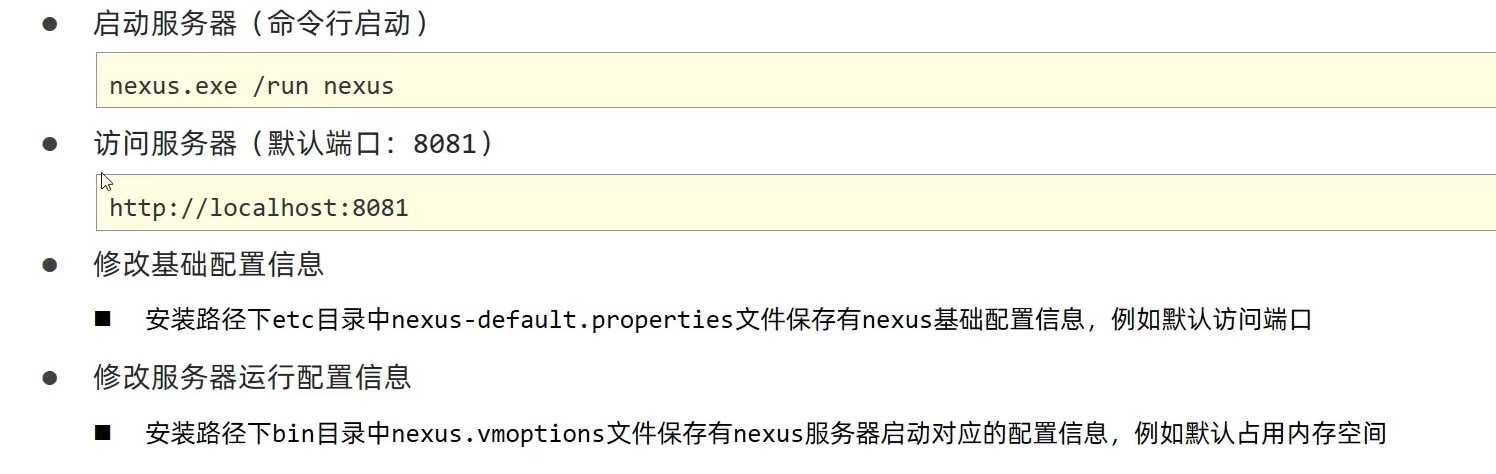 启动服务器（命令行启动）
nexus.exe /run nexus
访问服务器（默认端口：8081）
http://localhost:8081
修改基础配置信息
安装路径下etc目录中nexus-default.properties文件保存有nexus基础配置信息，例如默认访问端口
修改服务器运行配置信息
安装路径下bin目录中nexus.vmoptions文件保存有nexus服务器启动对应的配置信息，例如默认占用内存空间